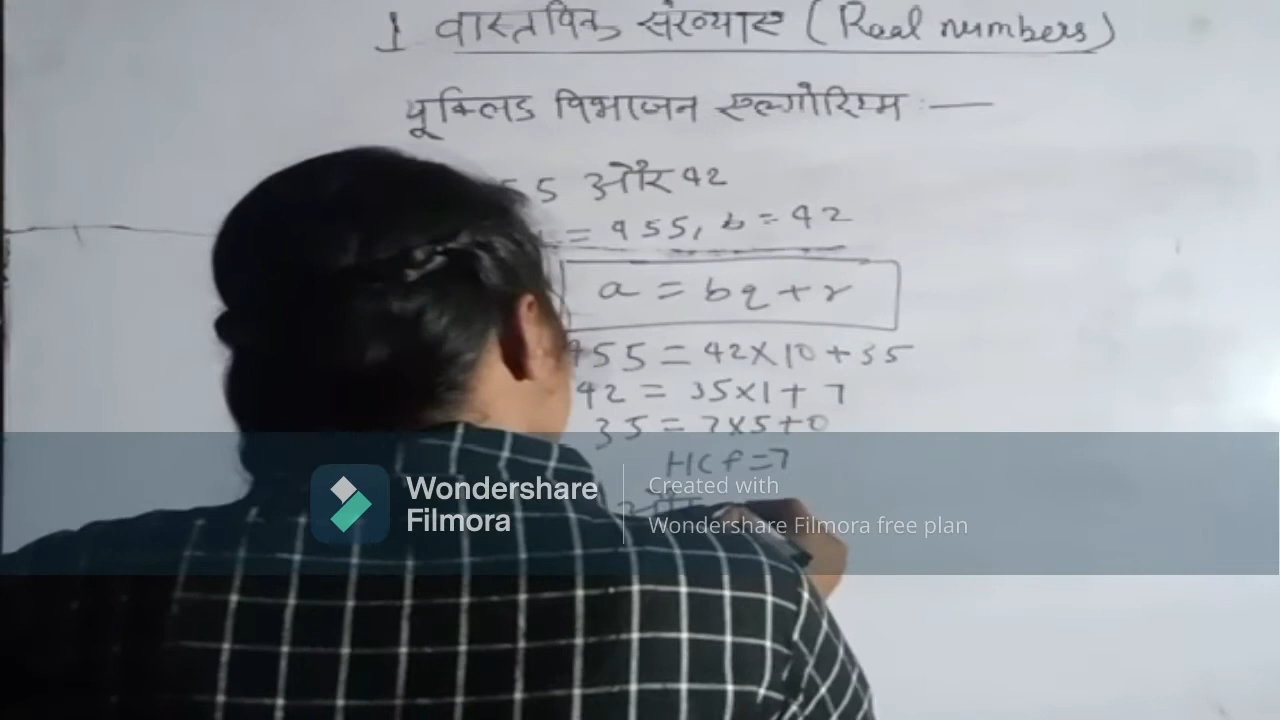 1 वास्तविक संख्याए (Real numbers)
यूक्लिड विभाजन एल्गोरिथ्म :—
55 और 42
= 455, b = 42
a = bq + r
455 = 42×10 + 35
42 = 35×1 + 7
35 = 7×5+0
HCf = 7
Wondershare Filmora
Created with
Wondershare Filmora free plan